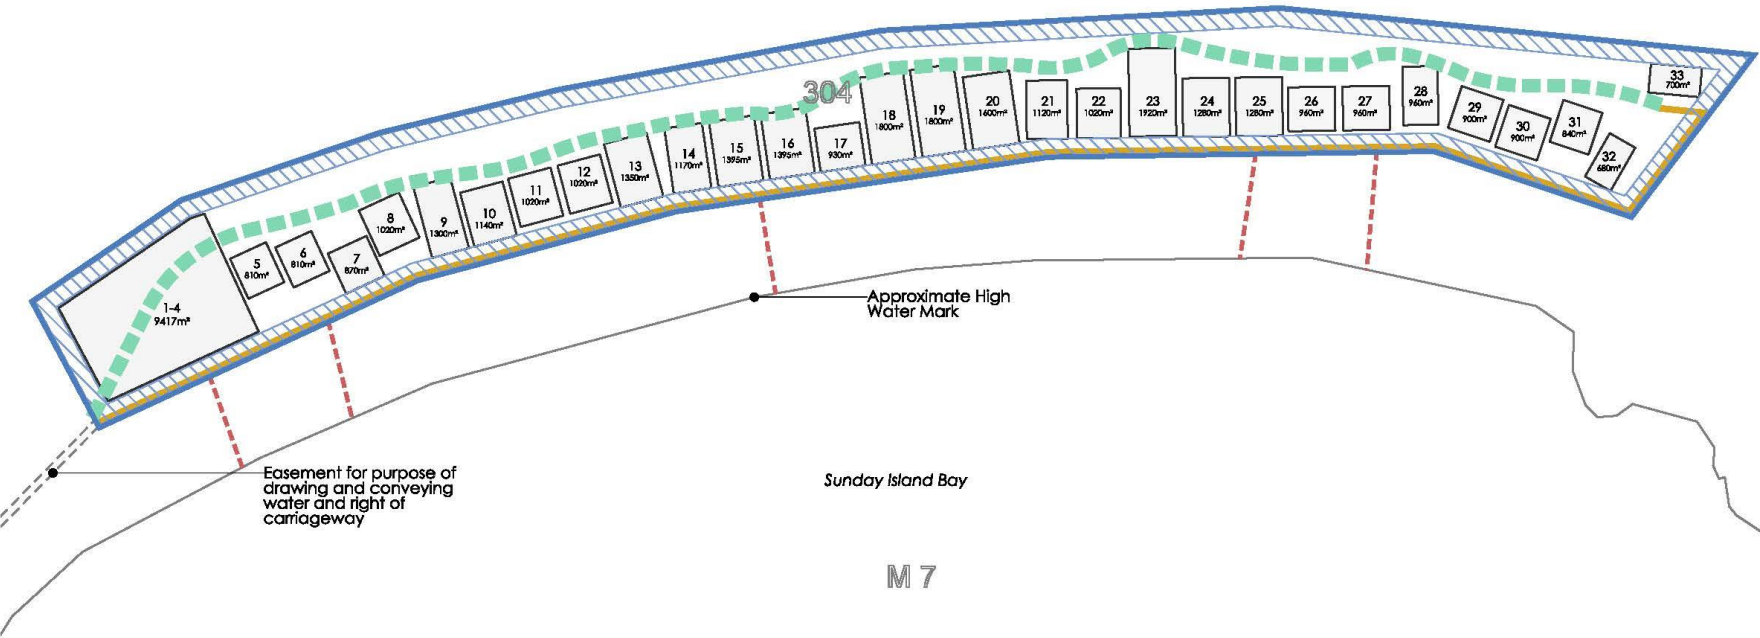 304
1-4
9417m²
5
810m²
6
810m²
7
870m²
8
1020m²
9
1300m²
10
1140m²
11
1020m²
12
1020m²
13
1350m²
14
1170m²
15
1395m²
16
1395m²
17
930m²
18
1800m²
19
1800m²
20
1600m²
21
1120m²
22
1020m²
23
1920m²
24
1280m²
25
1280m²
26
960m²
27
960m²
28
960m²
29
900m²
30
900m²
31
840m²
32
680m²
33
700m²
Approximate High
Water Mark
Easement for purpose of
drawing and conveying
water and right of
carriageway
Sunday Island Bay
M 7